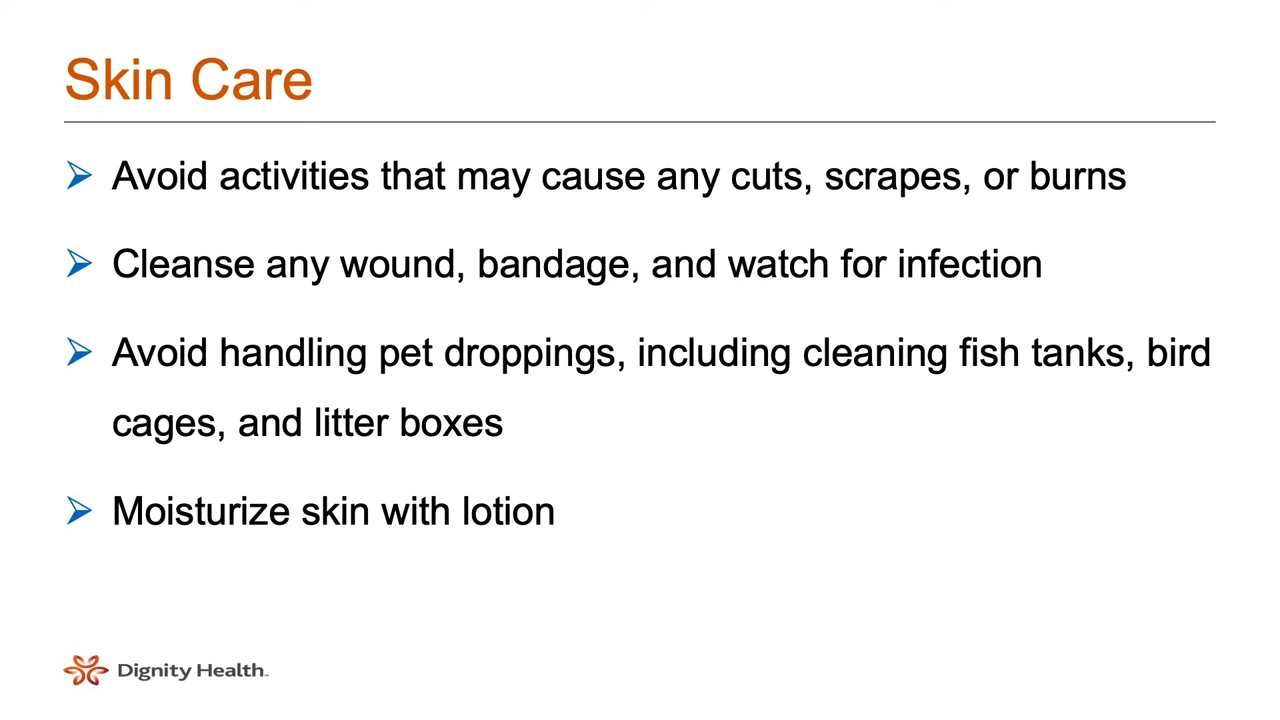 Skin Care
Avoid activities that may cause any cuts, scrapes, or burns
Cleanse any wound, bandage, and watch for infection
Avoid handling pet droppings, including cleaning fish tanks, bird
cages, and litter boxes
Moisturize skin with lotion
Dignity Health™